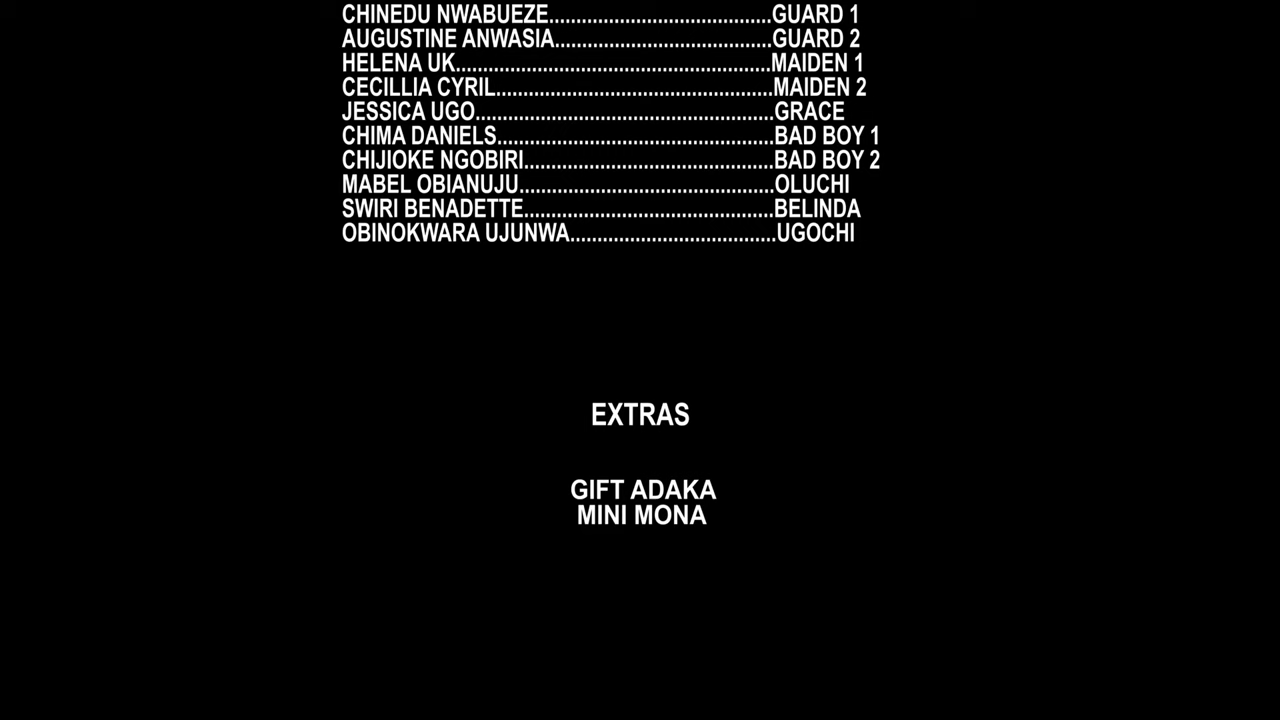 CHINEDU NWABUEZE..........................................GUARD 1
AUGUSTINE ANWASIA.........................................GUARD 2
HELENA UK............................................................MAIDEN 1
CECILLIA CYRIL.....................................................MAIDEN 2
JESSICA UGO.........................................................GRACE
CHIMA DANIELS.....................................................BAD BOY 1
CHIJIOKE NGOBIRI................................................BAD BOY 2
MABEL OBIANUJU.................................................OLUCHI
SWIRI BENADETTE................................................BELINDA
OBINOKWARA UJUNWA.......................................UGOCHI
EXTRAS
GIFT ADAKA
MINI MONA